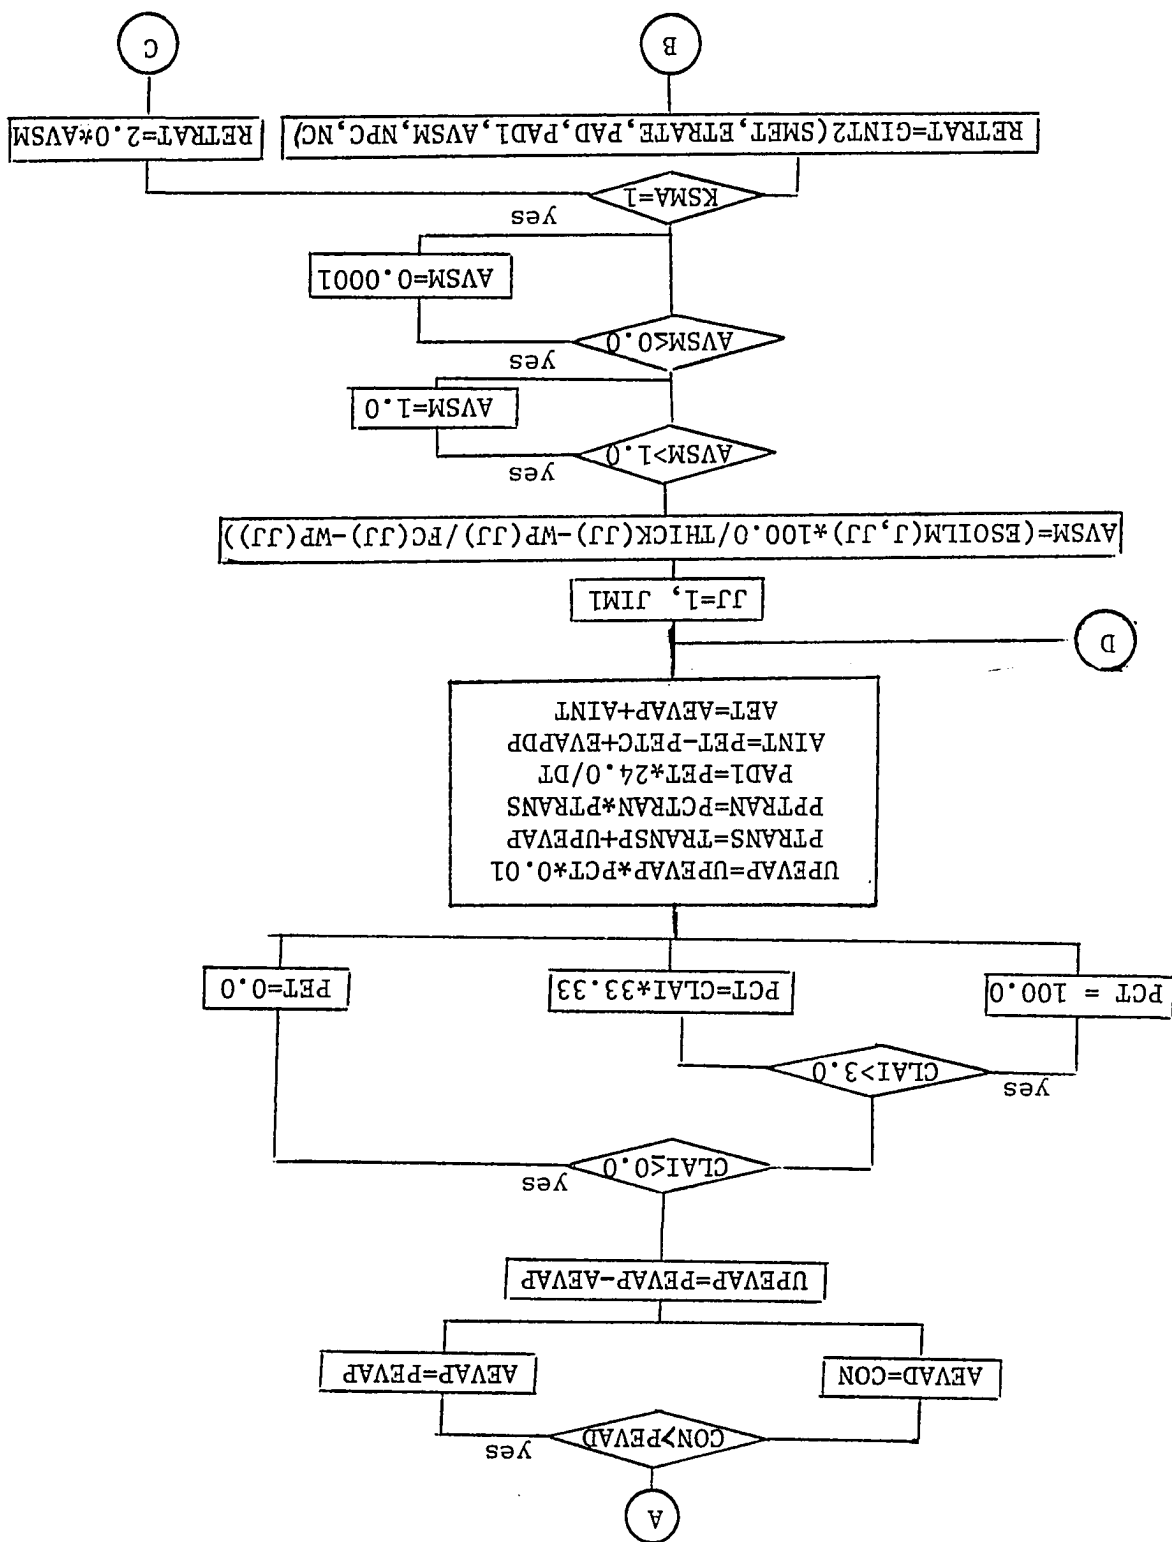 A
CON>PEVAD
yes
AEVAD=CON
AEVAP=PEVAP
UPEVAP=PEVAP-AEVAP
CLAI≤0.0
yes
yes
CLAI>3.0
PCT = 100.0
PCT=CLAI*33.33
PET=0.0
UPEVAP=UPEVAP*PCT*0.01
PTRANS=TRANSP+UPEVAP
PPTRAN=PCTRAN*PTRANS
PAD1=PET*24.0/DT
AINT=PET-PETC+EVAPDP
AET=AEVAP+AINT
D
JJ=1, JIM1
AVSM=(ESOILM(J,JJ)*100.0/THICK(JJ)-WP(JJ)/FC(JJ)-WP(JJ))
AVSM>1.0
yes
AVSM=1.0
AVSM≤0.0
yes
AVSM=0.0001
KSMA=1
yes
RETRAT=GINT2(SMET,ETRATE,PAD,PAD1,AVSM,NPC,NC)
RETRAT=2.0*AVSM
B
C